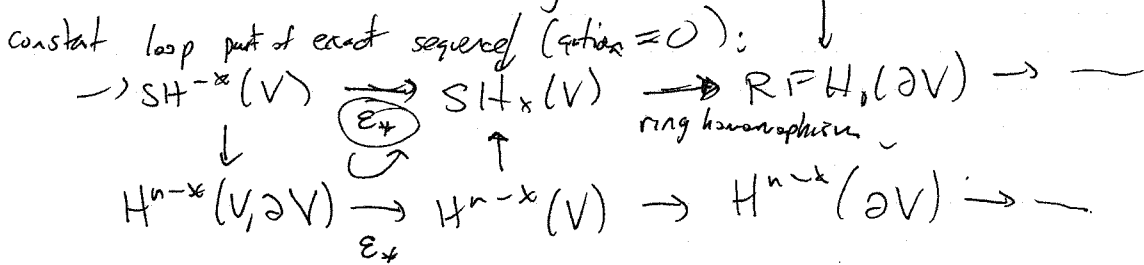 constant loop part of exact sequence (action = 0):
→ SH^{-*}(V) → SH_*(V) → RFH_*(∂V) →
ε_* ring homomorphism
H^{n-*}(V,∂V) → H^{n-*}(V) → H^{n-*}(∂V) →
ε_*